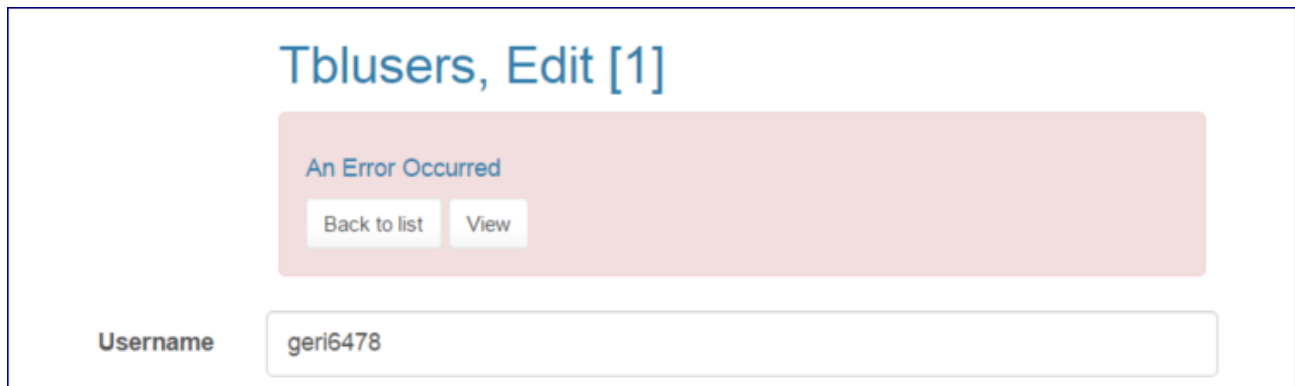 Tblusers, Edit [1]
An Error Occurred
Back to list View
Username geri6478